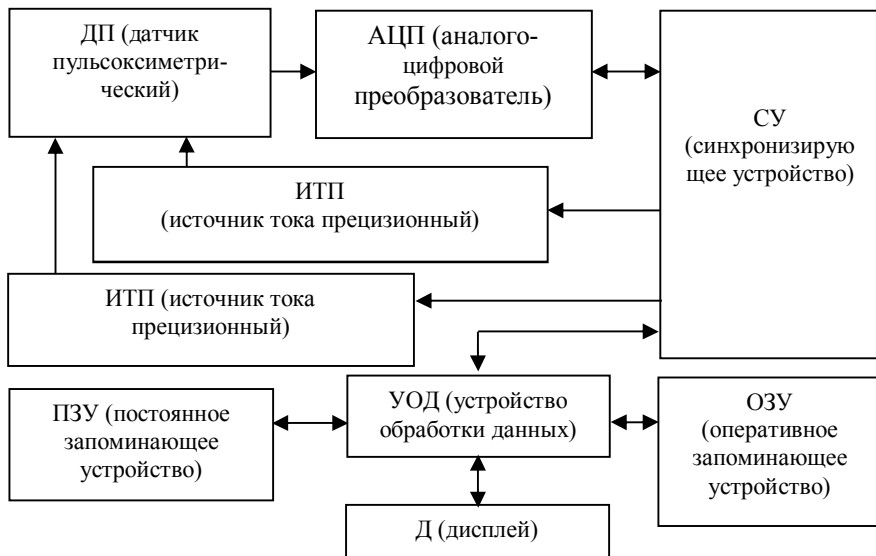 ДП (датчик
пульсоксиметри-
ческий)
АЦП (аналого-
цифровой
преобразователь)
СУ
(синхронизирую
щее устройство)
ИТП
(источник тока прецизионный)
ИТП (источник тока
прецизионный)
ПЗУ (постоянное
запоминающее
устройство)
УОД (устройство
обработки данных)
ОЗУ
(оперативное
запоминающее
устройство)
Д (дисплей)